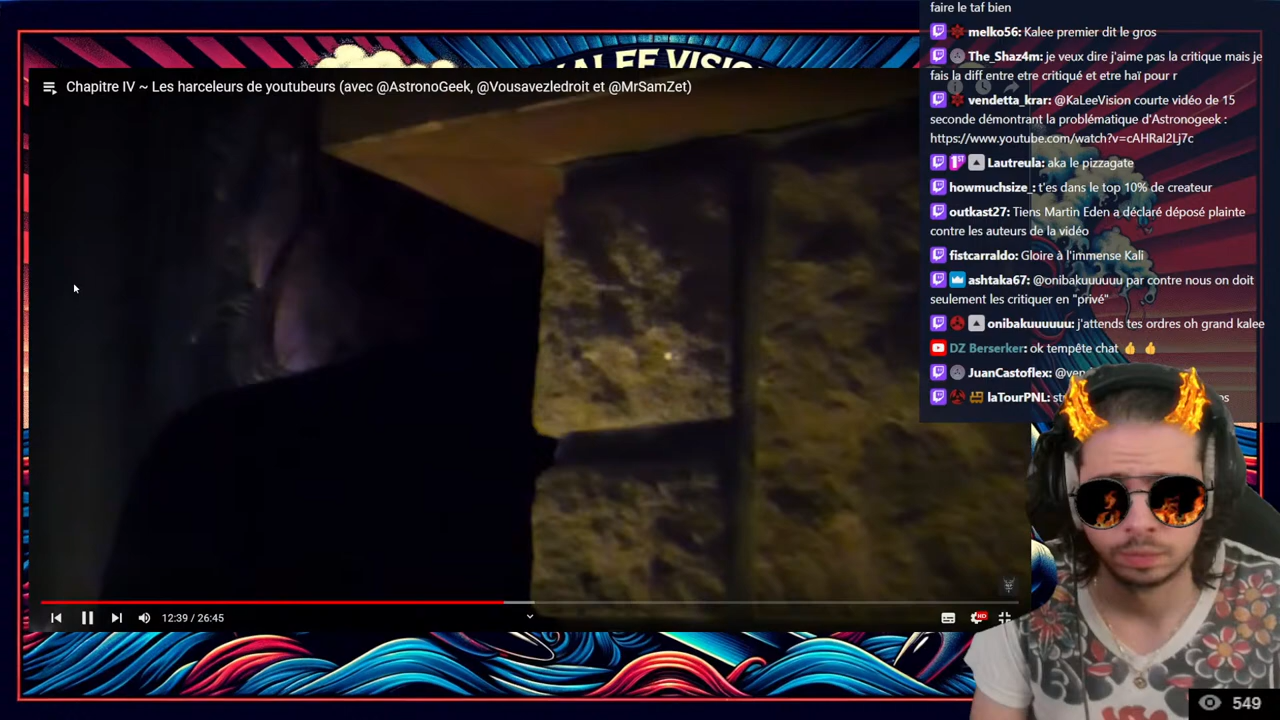 faire le taf bien
melko56: Kalee premier dit le gros
The_Shaz4m: je veux dire j'aime pas la critique mais je
fais la diff entre etre critiqué et etre haï pour r
vendetta_krar: @KaLeeVision courte vidéo de 15
seconde démontrant la problématique d'Astronogeek :
https://www.youtube.com/watch?v=cAHRaI2Lj7c
1ST Lautreula: aka le pizzagate
howmuchsize_: t'es dans le top 10% de createur
outkast27: Tiens Martin Eden a déclaré déposé plainte
contre les auteurs de la vidéo
fistcarraldo: Gloire à l'immense Kali
ashtaka67: @onibakuuuuuu par contre nous on doit
seulement les critiquer en "privé"
onibakuuuuuu: j'attends tes ordres oh grand kalee
DZ Berserker: ok tempête chat
JuanCastoflex:
laTourPNL:
KALEE VISION
Chapitre IV ~ Les harceleurs de youtubeurs (avec @AstronoGeek, @Vousavezledroit et @MrSamZet)
12:39 / 26:45
HD
549